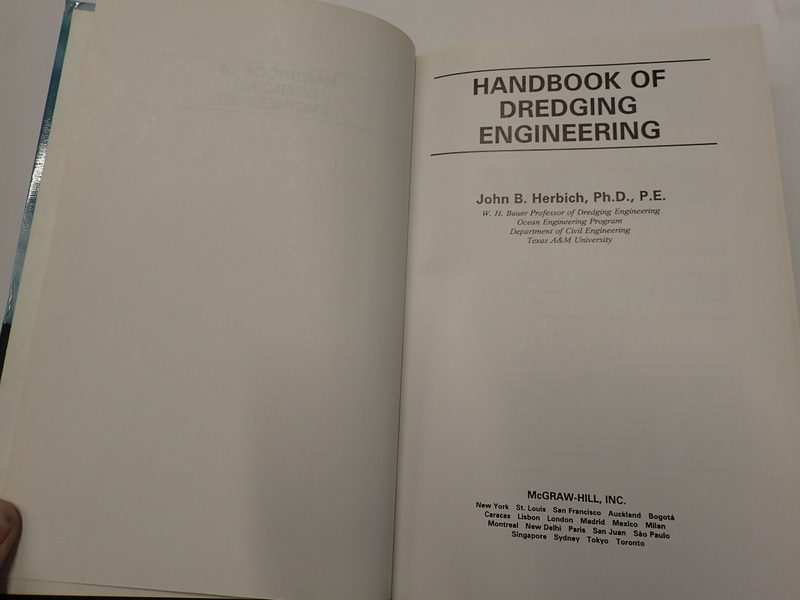 HANDBOOK OF
DREDGING
ENGINEERING
John B. Herbich, Ph.D., P.E.
W. H. Bauer Professor of Dredging Engineering
Ocean Engineering Program
Department of Civil Engineering
Texas A&M University
McGRAW-HILL, INC.
New York St. Louis San Francisco Auckland Bogotá
Caracas Lisbon London Madrid Mexico Milan
Montreal New Delhi Paris San Juan São Paulo
Singapore Sydney Tokyo Toronto